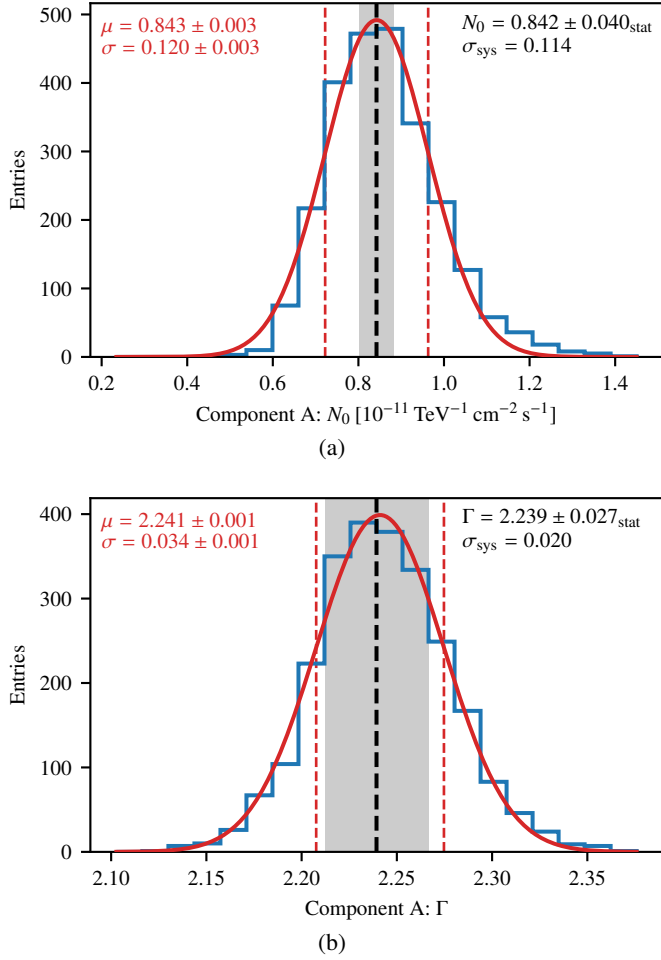 μ = 0.843 ± 0.003
σ = 0.120 ± 0.003
N₀ = 0.842 ± 0.040stat
σsys = 0.114
500
400
300
200
100
0
Entries
0.2 0.4 0.6 0.8 1.0 1.2 1.4
Component A: N₀ [10⁻¹¹ TeV⁻¹ cm⁻² s⁻¹]
(a)
μ = 2.241 ± 0.001
σ = 0.034 ± 0.001
Γ = 2.239 ± 0.027stat
σsys = 0.020
400
300
200
100
0
Entries
2.10 2.15 2.20 2.25 2.30 2.35
Component A: Γ
(b)